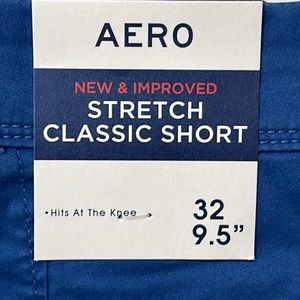 AERO
NEW & IMPROVED
STRETCH
CLASSIC SHORT
•Hits At The Knee
32
9.5”